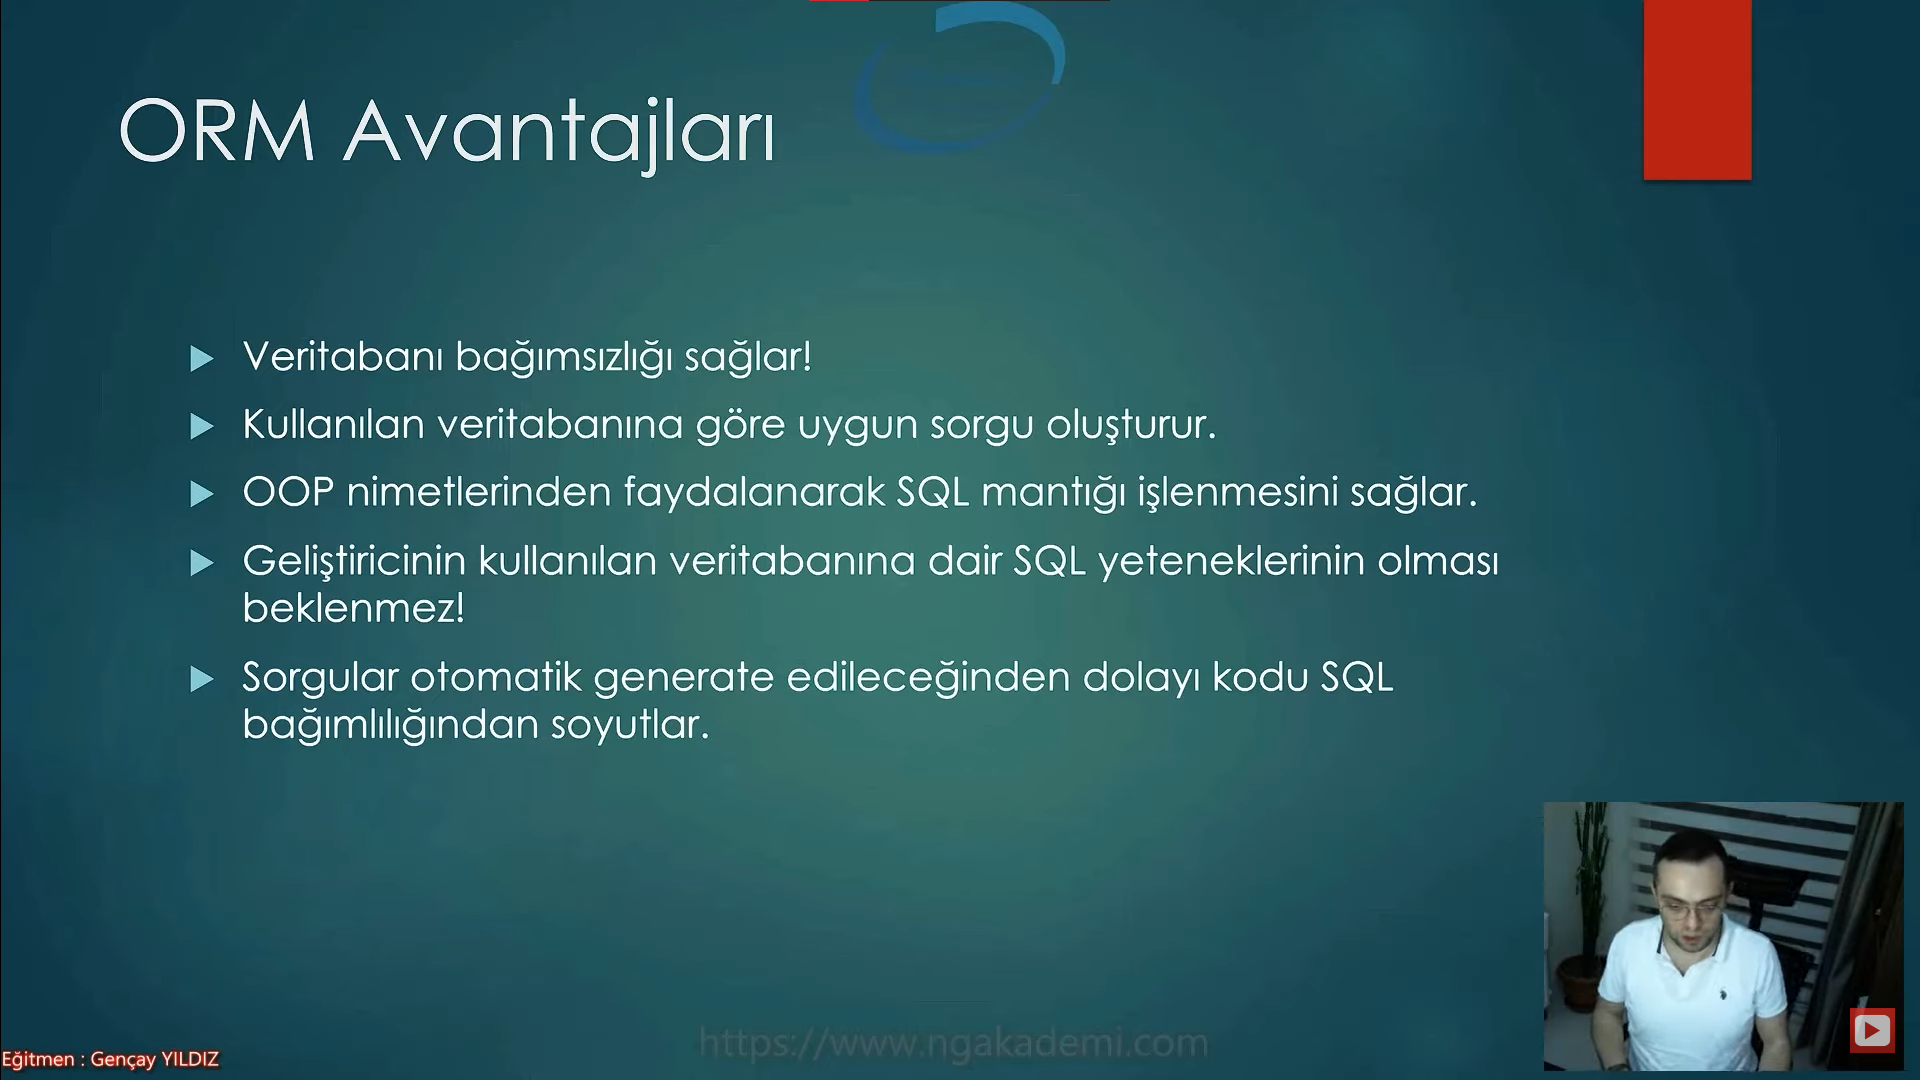 ORM Avantajları
Veritabanı bağımsızlığı sağlar!
Kullanılan veritabanına göre uygun sorgu oluşturur.
OOP nimetlerinden faydalanarak SQL mantığı işlenmesini sağlar.
Geliştiricinin kullanılan veritabanına dair SQL yeteneklerinin olması
beklenmez!
Sorgular otomatik generate edileceğinden dolayı kodu SQL
bağımlılığından soyutlar.
https://www.ngakademi.com
Eğitmen : Gençay YILDIZ